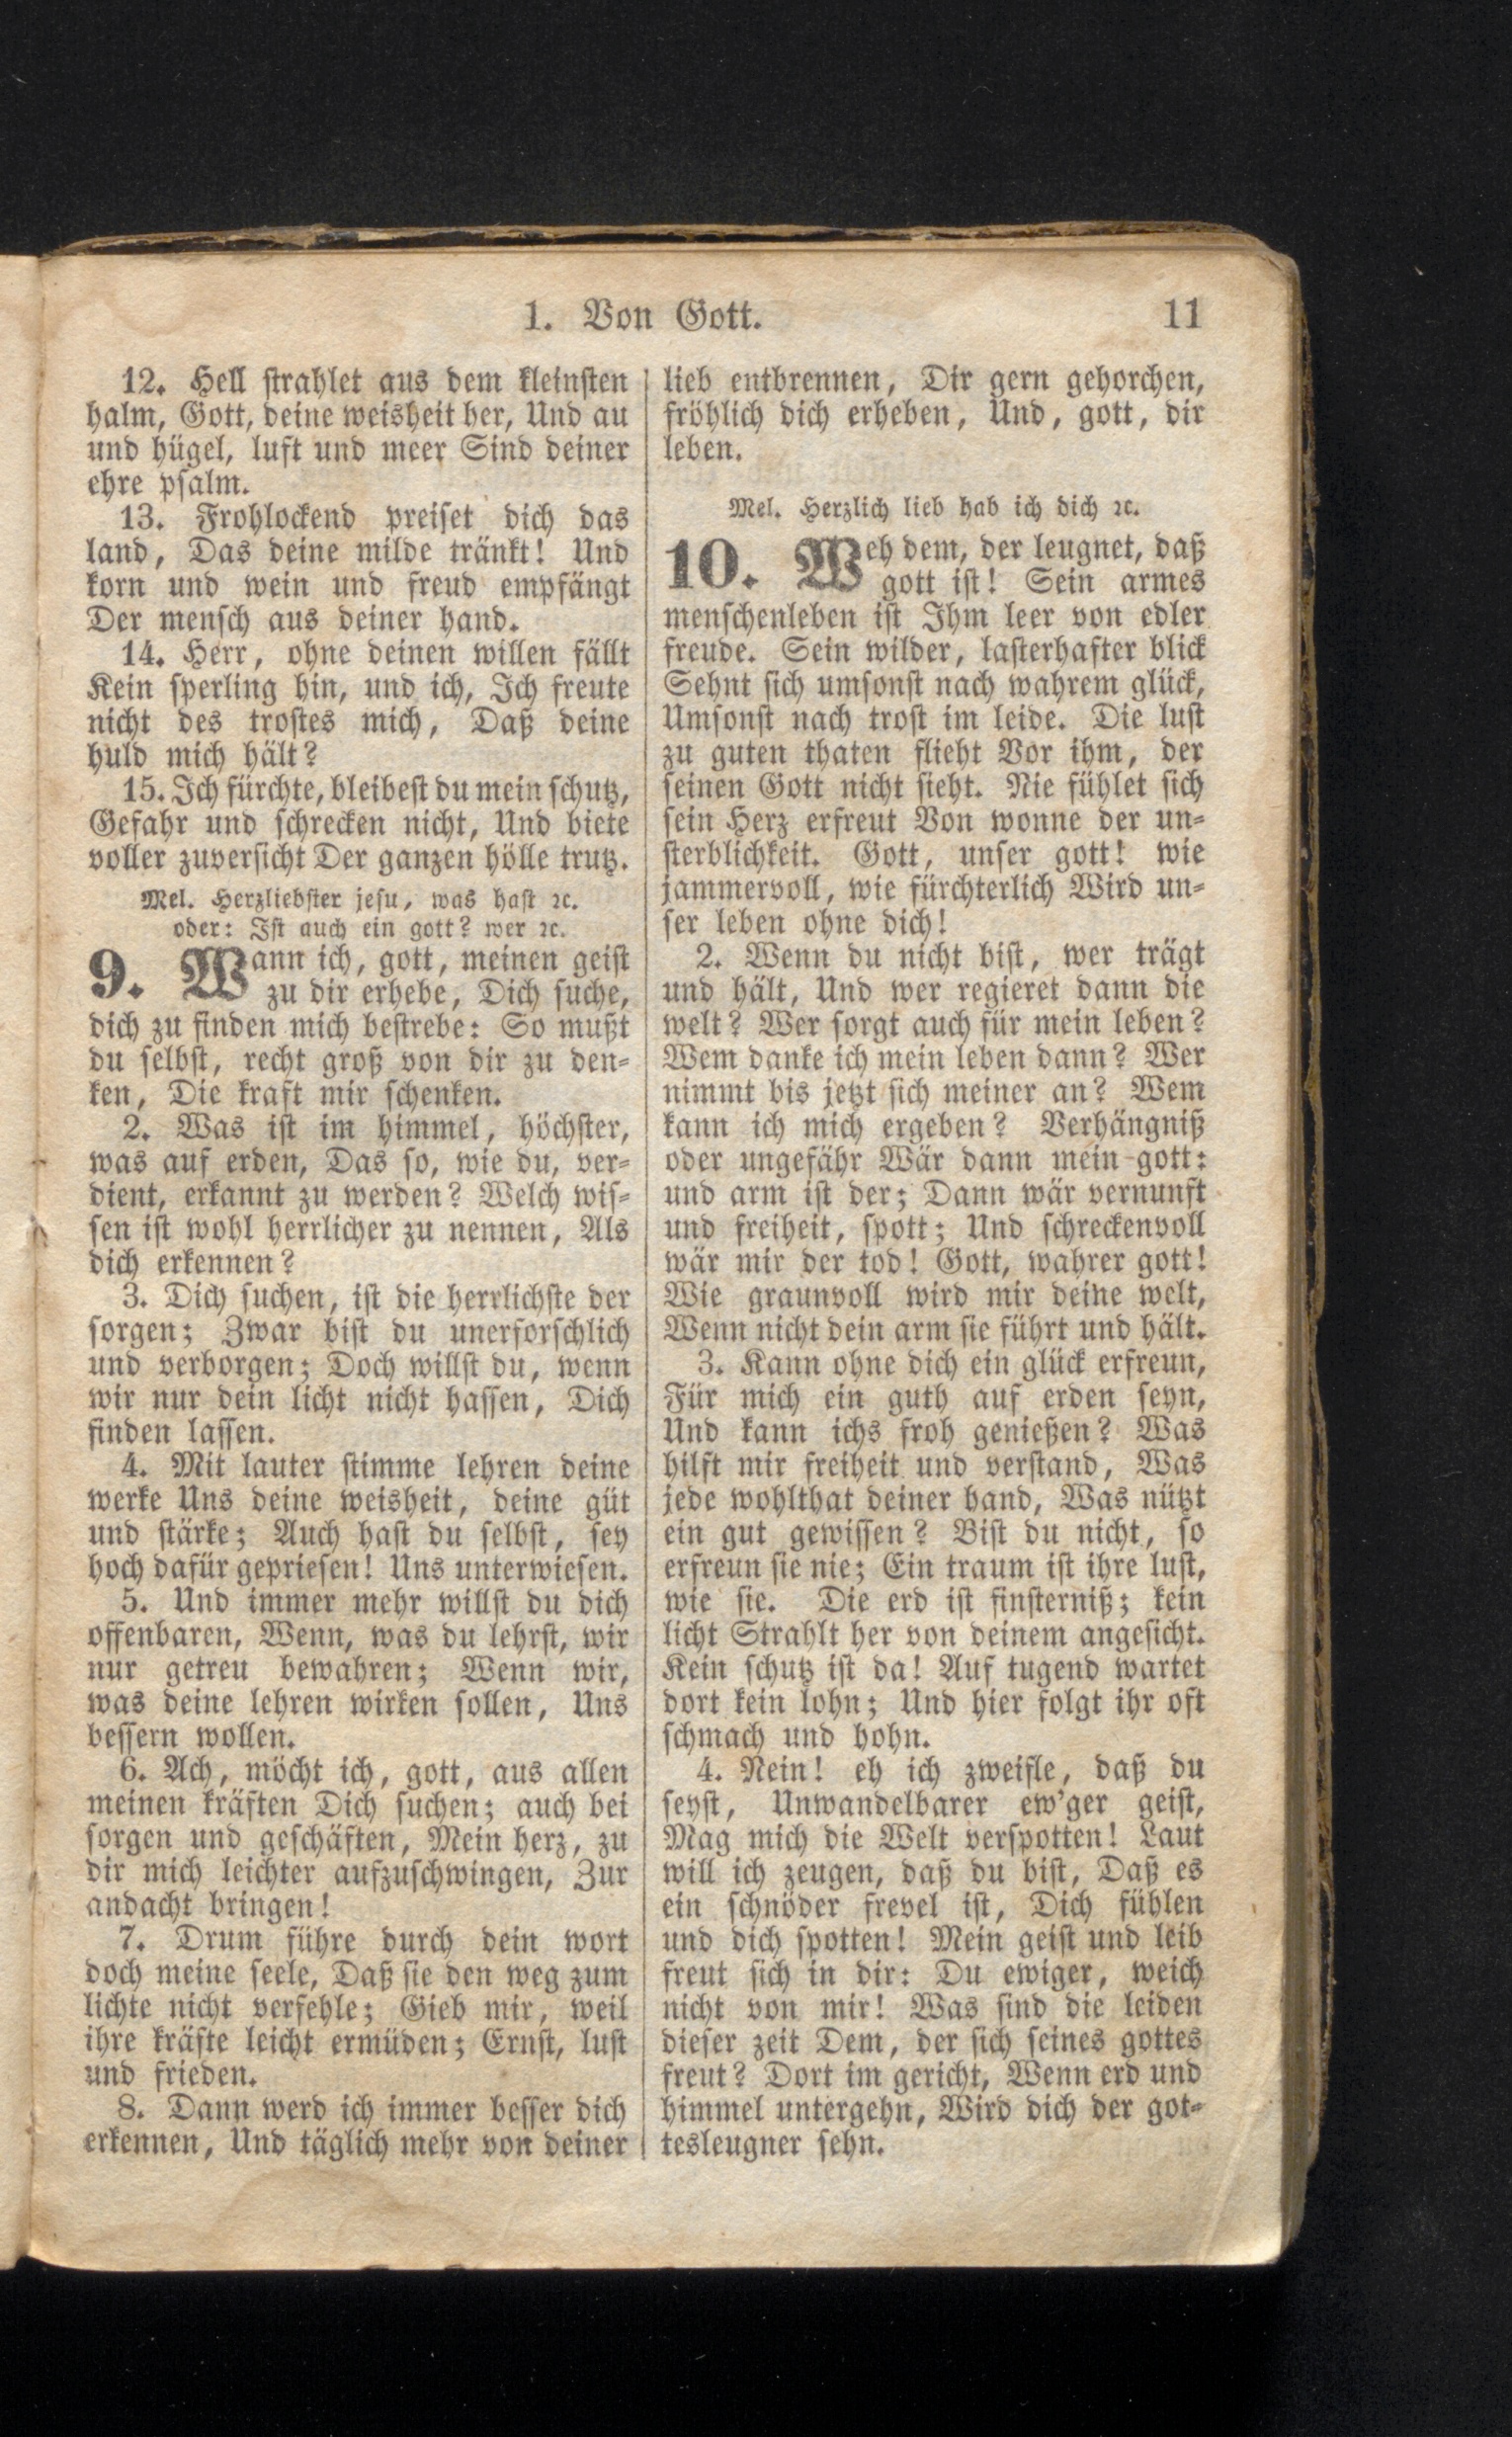 1. Von Gott.
11
12. Hell strahlet aus dem kleinsten
halm, Gott, deine weisheit her, Und au
und hügel, luft und meer Sind deiner
ehre psalm.
13. Frohlockend preiset dich das
land, Das deine milde tränkt! Und
korn und wein und freud empfängt
Der mensch aus deiner hand.
14. Herr, ohne deinen willen fällt
Kein sperling hin, und ich, Ich freute
nicht des trostes mich, Daß deine
huld mich hält?
15. Ich fürchte, bleibest du mein schutz,
Gefahr und schrecken nicht, Und biete
voller zuversicht Der ganzen hölle trutz.
Mel. Herzliebster jesu, was hast ꝛc.
oder: Ist auch ein gott? wer ꝛc.
9. Wann ich, gott, meinen geist
zu dir erhebe, Dich suche,
dich zu finden mich bestrebe: So mußt
du selbst, recht groß von dir zu den-
ken, Die kraft mir schenken.
2. Was ist im himmel, höchster,
was auf erden, Das so, wie du, ver-
dient, erkannt zu werden? Welch wis-
sen ist wohl herrlicher zu nennen, Als
dich erkennen?
3. Dich suchen, ist die herrlichste der
sorgen; Zwar bist du unerforschlich
und verborgen; Doch willst du, wenn
wir nur dein licht nicht hassen, Dich
finden lassen.
4. Mit lauter stimme lehren deine
werke Uns deine weisheit, deine güt
und stärke; Auch hast du selbst, sey
hoch dafür gepriesen! Uns unterwiesen.
5. Und immer mehr willst du dich
offenbaren, Wenn, was du lehrst, wir
nur getreu bewahren; Wenn wir,
was deine lehren wirken sollen, Uns
bessern wollen.
6. Ach, möcht ich, gott, aus allen
meinen kräften Dich suchen; auch bei
sorgen und geschäften, Mein herz, zu
dir mich leichter aufzuschwingen, Zur
andacht bringen!
7. Drum führe durch dein wort
doch meine seele, Daß sie den weg zum
lichte nicht verfehle; Gieb mir, weil
ihre kräfte leicht ermüden; Ernst, lust
und frieden.
8. Dann werd ich immer besser dich
erkennen, Und täglich mehr von deiner
lieb entbrennen, Dir gern gehorchen,
fröhlich dich erheben, Und, gott, dir
leben.
Mel. Herzlich lieb hab ich dich ꝛc.
10. Weh dem, der leugnet, daß
gott ist! Sein armes
menschenleben ist Ihm leer von edler
freude. Sein wilder, lasterhafter blick
Sehnt sich umsonst nach wahrem glück,
Umsonst nach trost im leide. Die lust
zu guten thaten flieht Vor ihm, der
seinen Gott nicht sieht. Nie fühlet sich
sein Herz erfreut Von wonne der un-
sterblichkeit. Gott, unser gott! wie
jammervoll, wie fürchterlich Wird un-
ser leben ohne dich!
2. Wenn du nicht bist, wer trägt
und hält, Und wer regieret dann die
welt? Wer sorgt auch für mein leben?
Wem danke ich mein leben dann? Wer
nimmt bis jetzt sich meiner an? Wem
kann ich mich ergeben? Verhängniß
oder ungefähr Wär dann mein gott:
und arm ist der; Dann wär vernunft
und freiheit, spott; Und schreckenvoll
wär mir der tod! Gott, wahrer gott!
Wie graunvoll wird mir deine welt,
Wenn nicht dein arm sie führt und hält.
3. Kann ohne dich ein glück erfreun,
Für mich ein guth auf erden seyn,
Und kann ichs froh genießen? Was
hilft mir freiheit und verstand, Was
jede wohlthat deiner hand, Was nützt
ein gut gewissen? Bist du nicht, so
erfreun sie nie; Ein traum ist ihre lust,
wie sie. Die erd ist finsterniß; kein
licht Strahlt her von deinem angesicht.
Kein schutz ist da! Auf tugend wartet
dort kein lohn; Und hier folgt ihr oft
schmach und hohn.
4. Nein! eh ich zweifle, daß du
seyst, Unwandelbarer ew'ger geist,
Mag mich die Welt verspotten! Laut
will ich zeugen, daß du bist, Daß es
ein schnöder frevel ist, Dich fühlen
und dich spotten! Mein geist und leib
freut sich in dir: Du ewiger, weich
nicht von mir! Was sind die leiden
dieser zeit Dem, der sich seines gottes
freut? Dort im gericht, Wenn erd und
himmel untergehn, Wird dich der got-
tesleugner sehn.